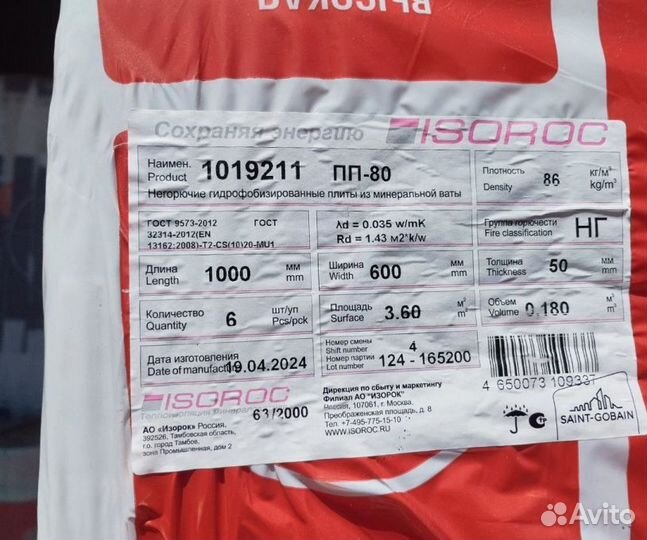 ВЫСОКАЯ
Сохраняя энергию ISOROC
Наимен. Product 1019211 ПП-80
Негорючие гидрофобизированные плиты из минеральной ваты
Плотность Density 86 кг/м³ kg/m³
ГОСТ 9573-2012 ГОСТ
32314-2012(EN
13162:2008)-T2-CS(10)20-MU1
λd = 0.035 w/mK
Rd = 1.43 м2*k/w
Группа горючести Fire classification НГ
Длина Length 1000 мм mm
Ширина Width 600 мм mm
Толщина Thickness 50 мм mm
Количество Quantity 6 шт/уп Pcs/pck
Площадь Surface 3.60 м² m²
Объем Volume 0.180 м³ m³
Дата изготовления
Date of manufactory 19.04.2024
Номер смены
Shift number 4
Номер партии
Lot number 124 - 165200
4 650073 109337
ISOROC
63/2000
АО «Изорок» Россия,
392526, Тамбовская область,
г.о. город Тамбов,
зона Промышленная, дом 2
Дирекция по сбыту и маркетингу
Филиал АО "ИЗОРОК"
Россия, 107061, г. Москва,
Преображенская площадь, д. 8
Тел. +7-495-775-15-10
WWW.ISOROC.RU
SAINT-GOBAIN
Avito